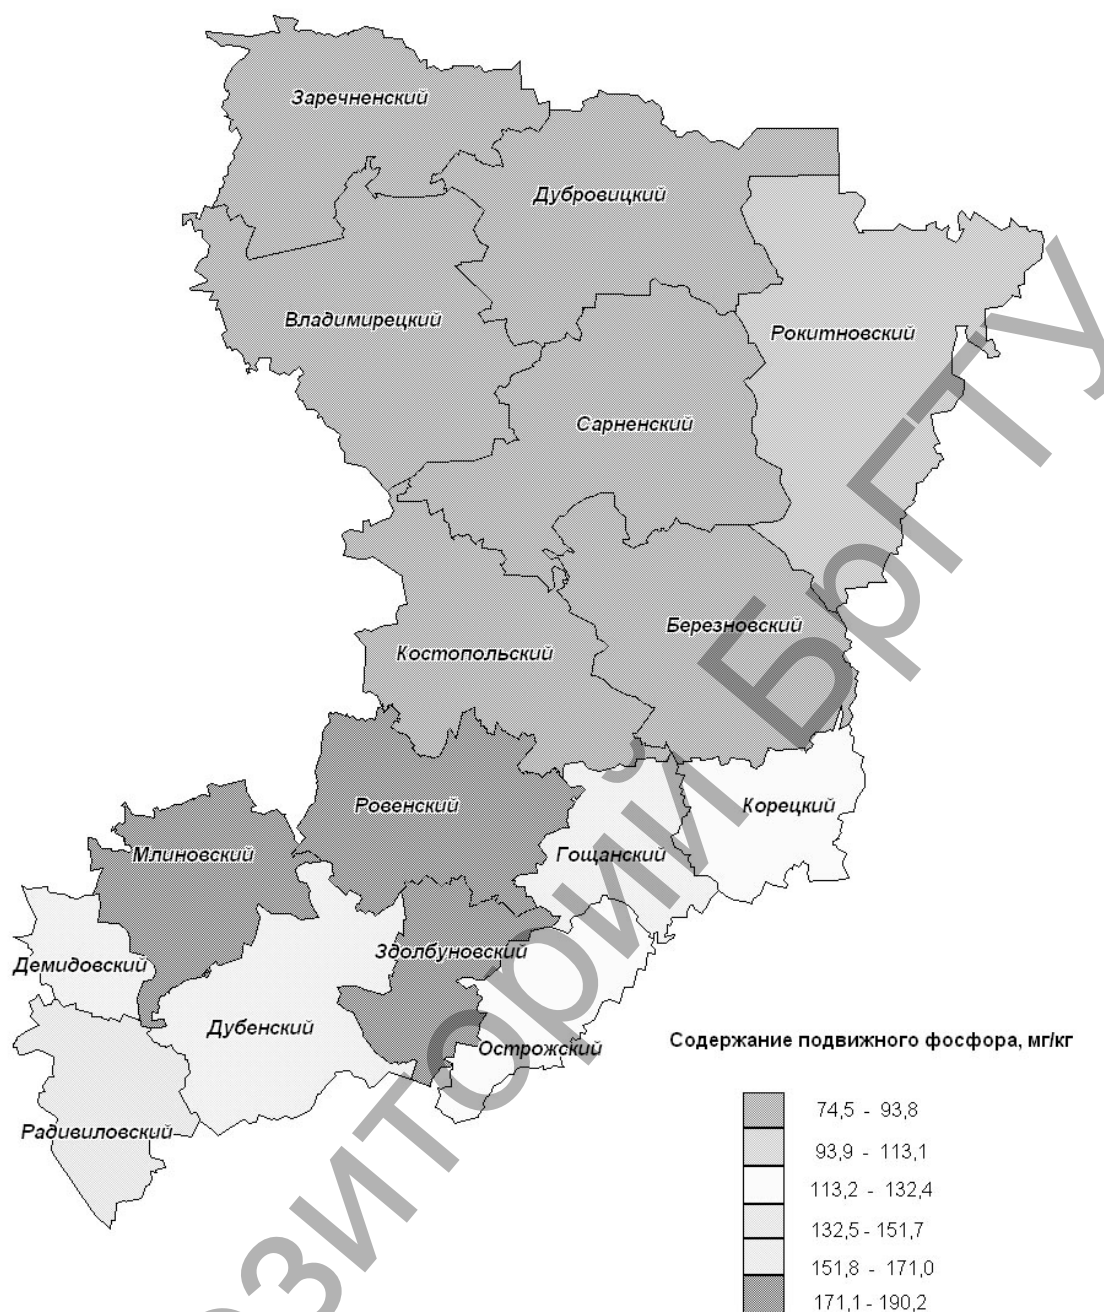 Заречненский
Дубровицкий
Владимирецкий
Рокитновский
Сарненский
Березновский
Костопольский
Ровенский
Корецкий
Млиновский
Гощанский
Здолбуновский
Демидовский
Дубенский
Острожский
Радивиловский
Содержание подвижного фосфора, мг/кг
74,5 - 93,8
93,9 - 113,1
113,2 - 132,4
132,5 - 151,7
151,8 - 171,0
171,1 - 190,2
БрГТУ